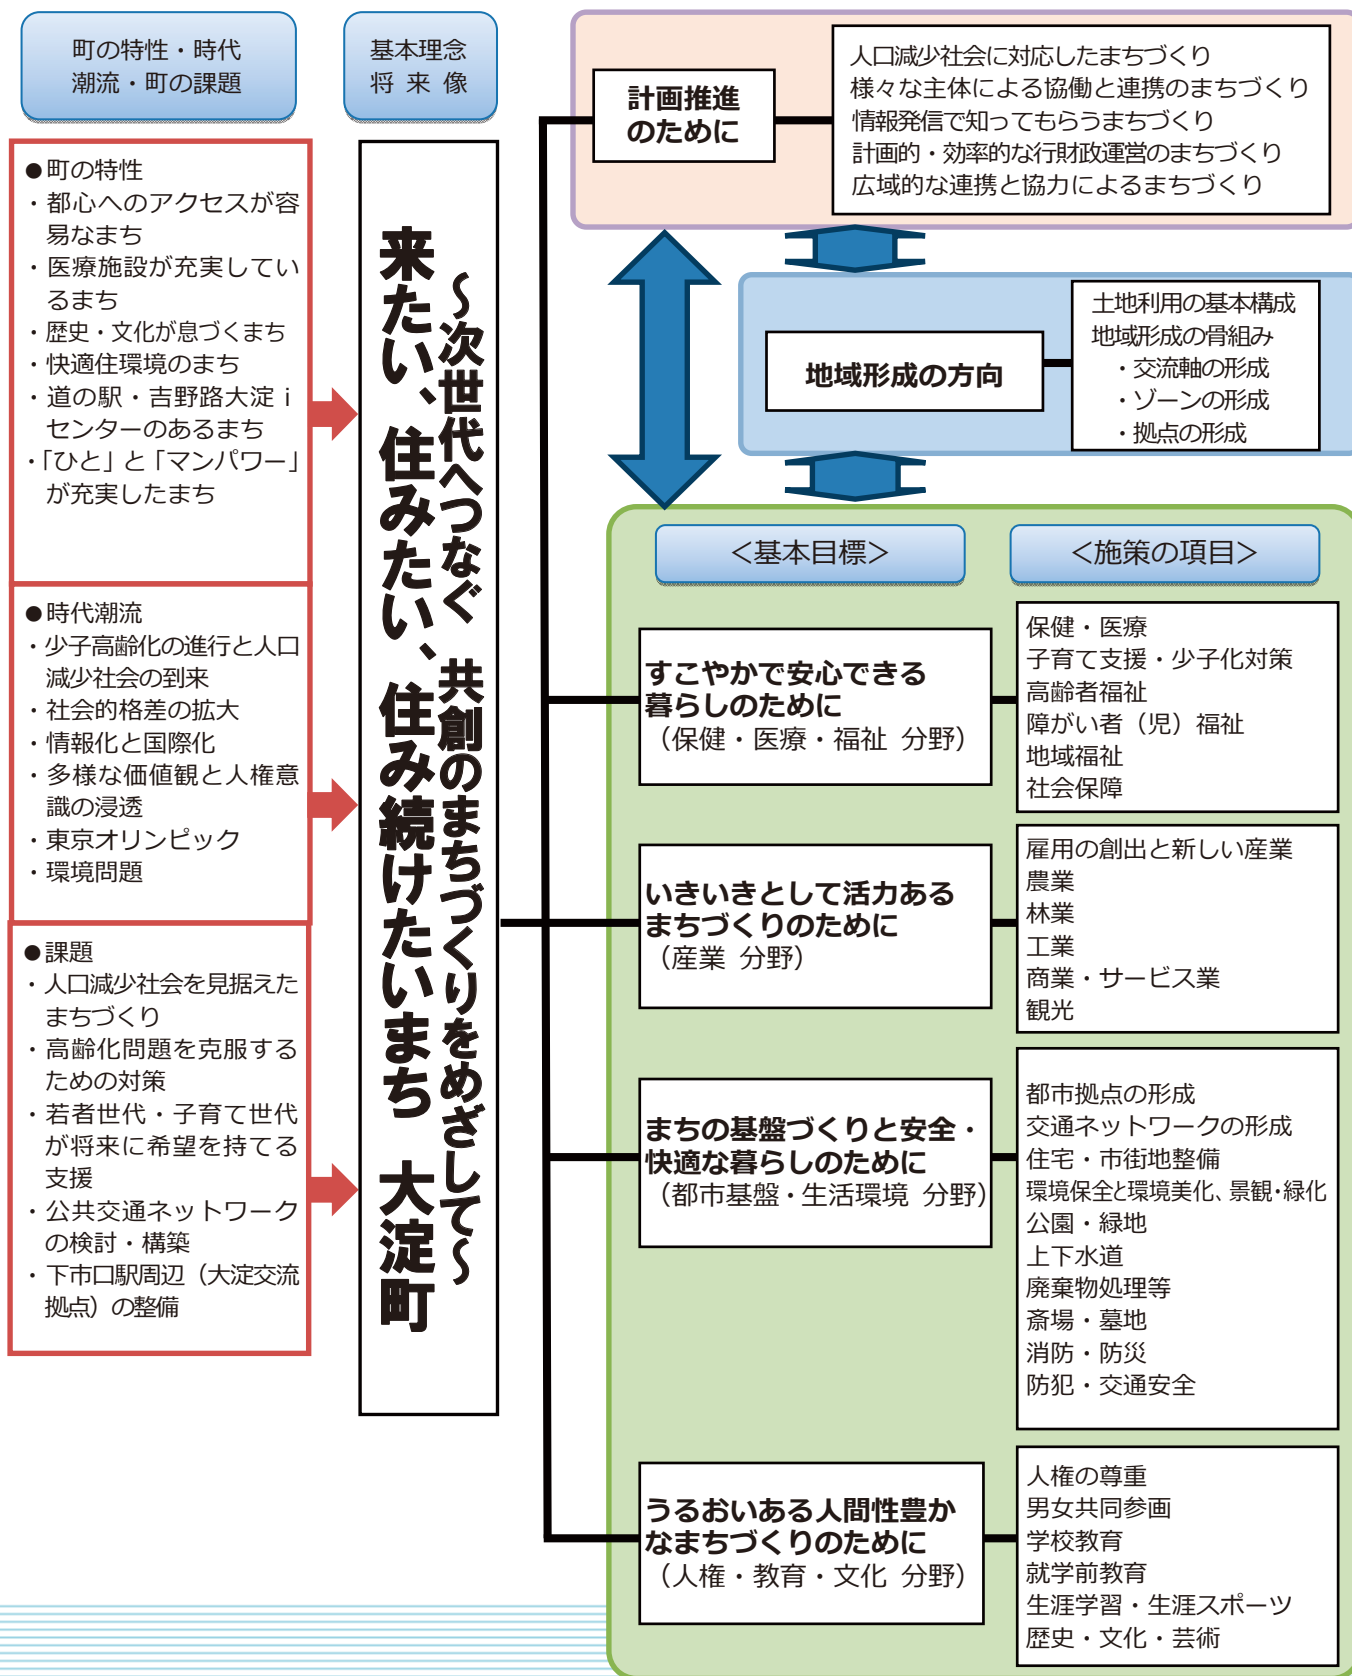 町の特性・時代
潮流・町の課題
●町の特性
・都心へのアクセスが容
易なまち
・医療施設が充実してい
るまち
・歴史・文化が息づくまち
・快適住環境のまち
・道の駅・吉野路大淀 i
センターのあるまち
・「ひと」と「マンパワー」
が充実したまち
●時代潮流
・少子高齢化の進行と人口
減少社会の到来
・社会的格差の拡大
・情報化と国際化
・多様な価値観と人権意
識の浸透
・東京オリンピック
・環境問題
●課題
・人口減少社会を見据えた
まちづくり
・高齢化問題を克服する
ための対策
・若者世代・子育て世代
が将来に希望を持てる
支援
・公共交通ネットワーク
の検討・構築
・下市口駅周辺（大淀交流
拠点）の整備
基本理念
将 来 像
～次世代へつなぐ 共創のまちづくりをめざして～
来たい、住みたい、住み続けたいまち 大淀町
計画推進
のために
人口減少社会に対応したまちづくり
様々な主体による協働と連携のまちづくり
情報発信で知ってもらうまちづくり
計画的・効率的な行財政運営のまちづくり
広域的な連携と協力によるまちづくり
地域形成の方向
土地利用の基本構成
地域形成の骨組み
・交流軸の形成
・ゾーンの形成
・拠点の形成
＜基本目標＞
＜施策の項目＞
すこやかで安心できる
暮らしのために
（保健・医療・福祉 分野）
保健・医療
子育て支援・少子化対策
高齢者福祉
障がい者（児）福祉
地域福祉
社会保障
いきいきとして活力ある
まちづくりのために
（産業 分野）
雇用の創出と新しい産業
農業
林業
工業
商業・サービス業
観光
まちの基盤づくりと安全・
快適な暮らしのために
（都市基盤・生活環境 分野）
都市拠点の形成
交通ネットワークの形成
住宅・市街地整備
環境保全と環境美化、景観・緑化
公園・緑地
上下水道
廃棄物処理等
斎場・墓地
消防・防災
防犯・交通安全
うるおいある人間性豊か
なまちづくりのために
（人権・教育・文化 分野）
人権の尊重
男女共同参画
学校教育
就学前教育
生涯学習・生涯スポーツ
歴史・文化・芸術